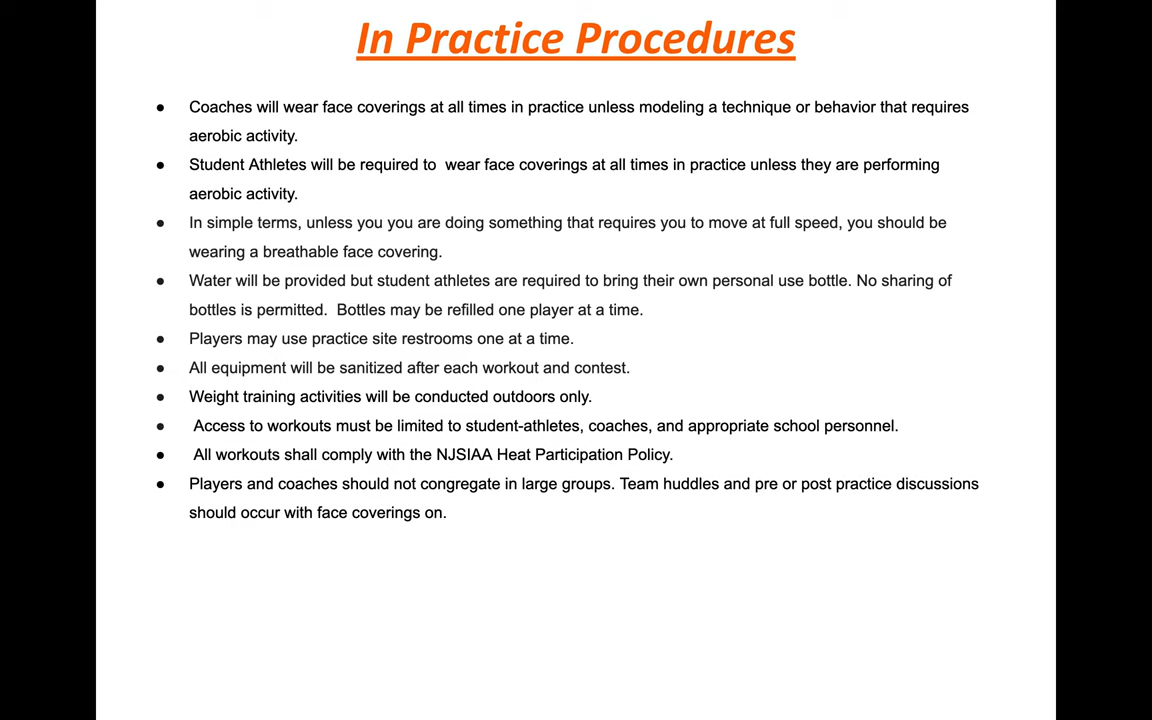 In Practice Procedures
● Coaches will wear face coverings at all times in practice unless modeling a technique or behavior that requires
aerobic activity.
● Student Athletes will be required to  wear face coverings at all times in practice unless they are performing
aerobic activity.
● In simple terms, unless you you are doing something that requires you to move at full speed, you should be
wearing a breathable face covering.
● Water will be provided but student athletes are required to bring their own personal use bottle. No sharing of
bottles is permitted.  Bottles may be refilled one player at a time.
● Players may use practice site restrooms one at a time.
● All equipment will be sanitized after each workout and contest.
● Weight training activities will be conducted outdoors only.
● Access to workouts must be limited to student-athletes, coaches, and appropriate school personnel.
● All workouts shall comply with the NJSIAA Heat Participation Policy.
● Players and coaches should not congregate in large groups. Team huddles and pre or post practice discussions
should occur with face coverings on.